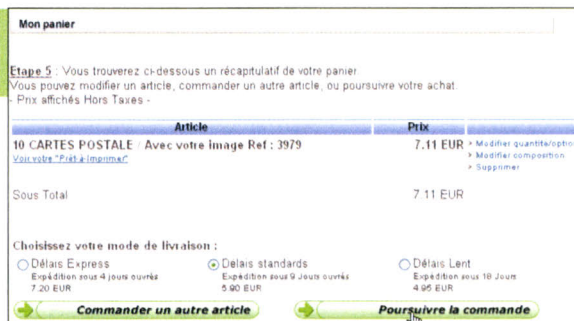 Mon panier
Etape 5 : Vous trouverez ci-dessous un récapitulatif de votre panier.
Vous pouvez modifier un article, commander un autre article, ou poursuivre votre achat.
- Prix affichés Hors Taxes -
Article Prix
10 CARTES POSTALE / Avec votre image Ref : 3979 7.11 EUR › Modifier quantité/optio
Voir votre "Prêt-à-Imprimer" › Modifier composition
› Supprimer
Sous Total 7.11 EUR
Choisissez votre mode de livraison :
Délais Express Delais standards Délais Lent
Expédition sous 4 jours ouvrés Expédition sous 9 Jours ouvrés Expédition sous 18 Jours
7.20 EUR 5.90 EUR 4.95 EUR
Commander un autre article Poursuivre la commande